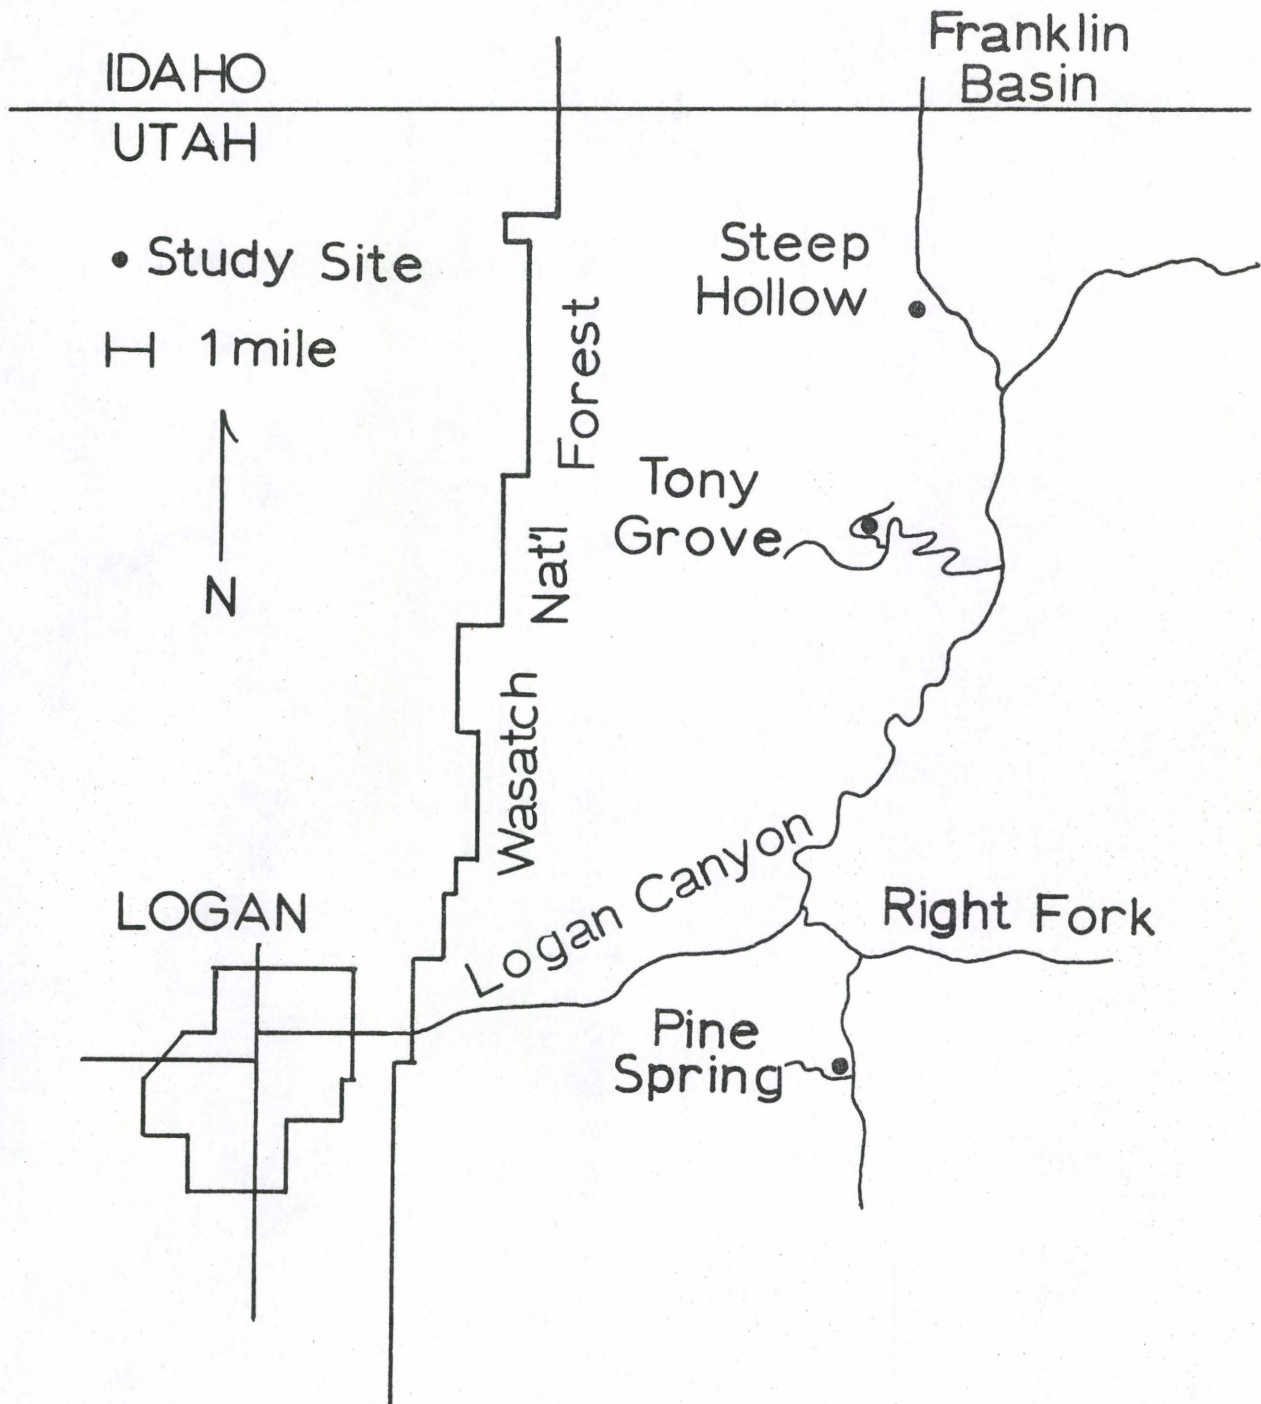 Franklin
Basin
IDAHO
UTAH
Steep
Hollow
Study Site
1 mile
Forest
Tony
Grove
Nat'l
N
Wasatch
Logan Canyon
LOGAN
Right Fork
Pine
Spring